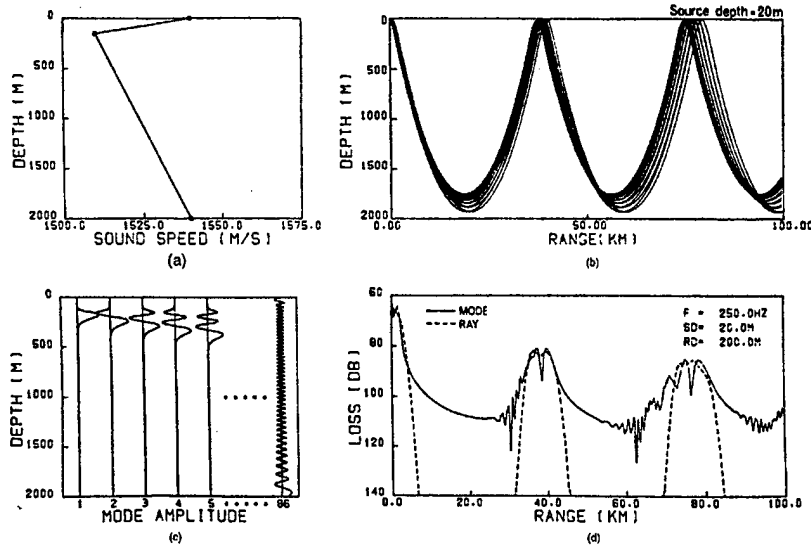 Source depth=20m
0
500
1000
1500
2000
DEPTH (M)
1500.0 1525.0 1550.0 1575.0
SOUND SPEED (M/S)
(a)
0
500
1000
1500
2000
DEPTH (M)
0.00 50.00 100.00
RANGE(KM)
(b)
0
500
1000
1500
2000
DEPTH (M)
1 2 3 4 5 86
MODE AMPLITUDE
(c)
60
80
100
120
140
LOSS (DB)
MODE
RAY
F = 250.0HZ
SD= 20.0M
RD= 200.0M
0.0 20.0 40.0 60.0 80.0 100.0
RANGE (KM)
(d)